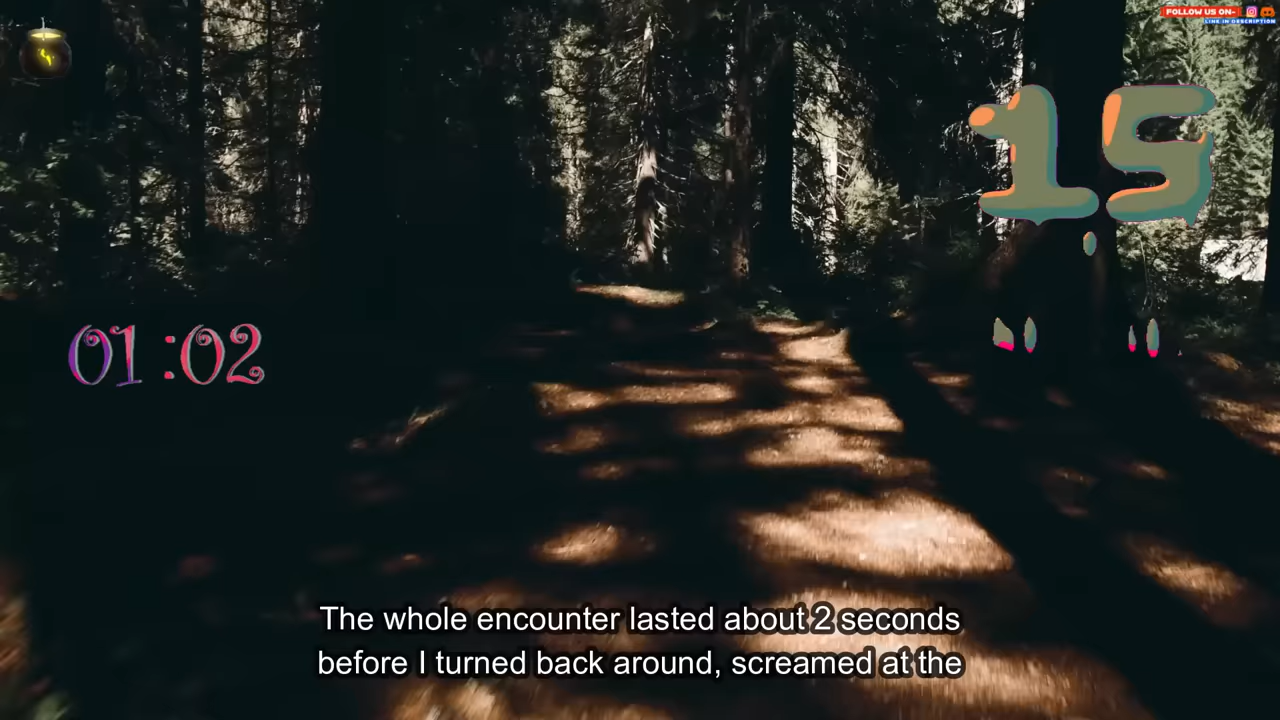 FOLLOW US ON-
LINK IN DESCRIPTION
15
01 :02
The whole encounter lasted about 2 seconds
before I turned back around, screamed at the